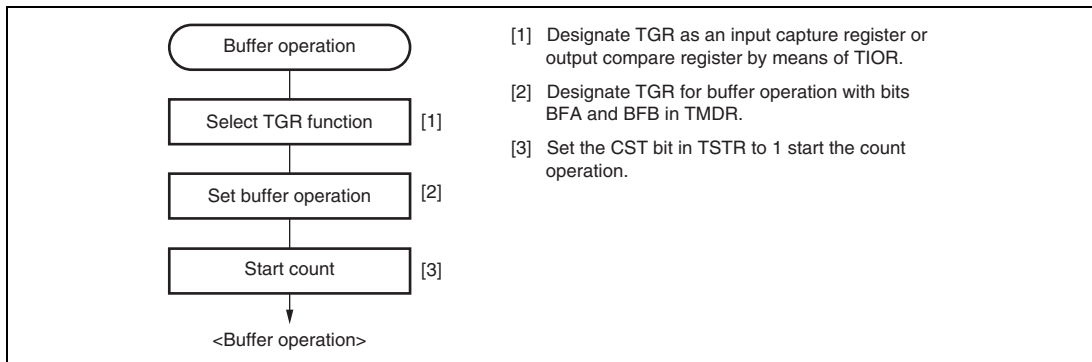 Buffer operation
Select TGR function
[1]
Set buffer operation
[2]
Start count
[3]
<Buffer operation>
[1] Designate TGR as an input capture register or
output compare register by means of TIOR.
[2] Designate TGR for buffer operation with bits
BFA and BFB in TMDR.
[3] Set the CST bit in TSTR to 1 start the count
operation.